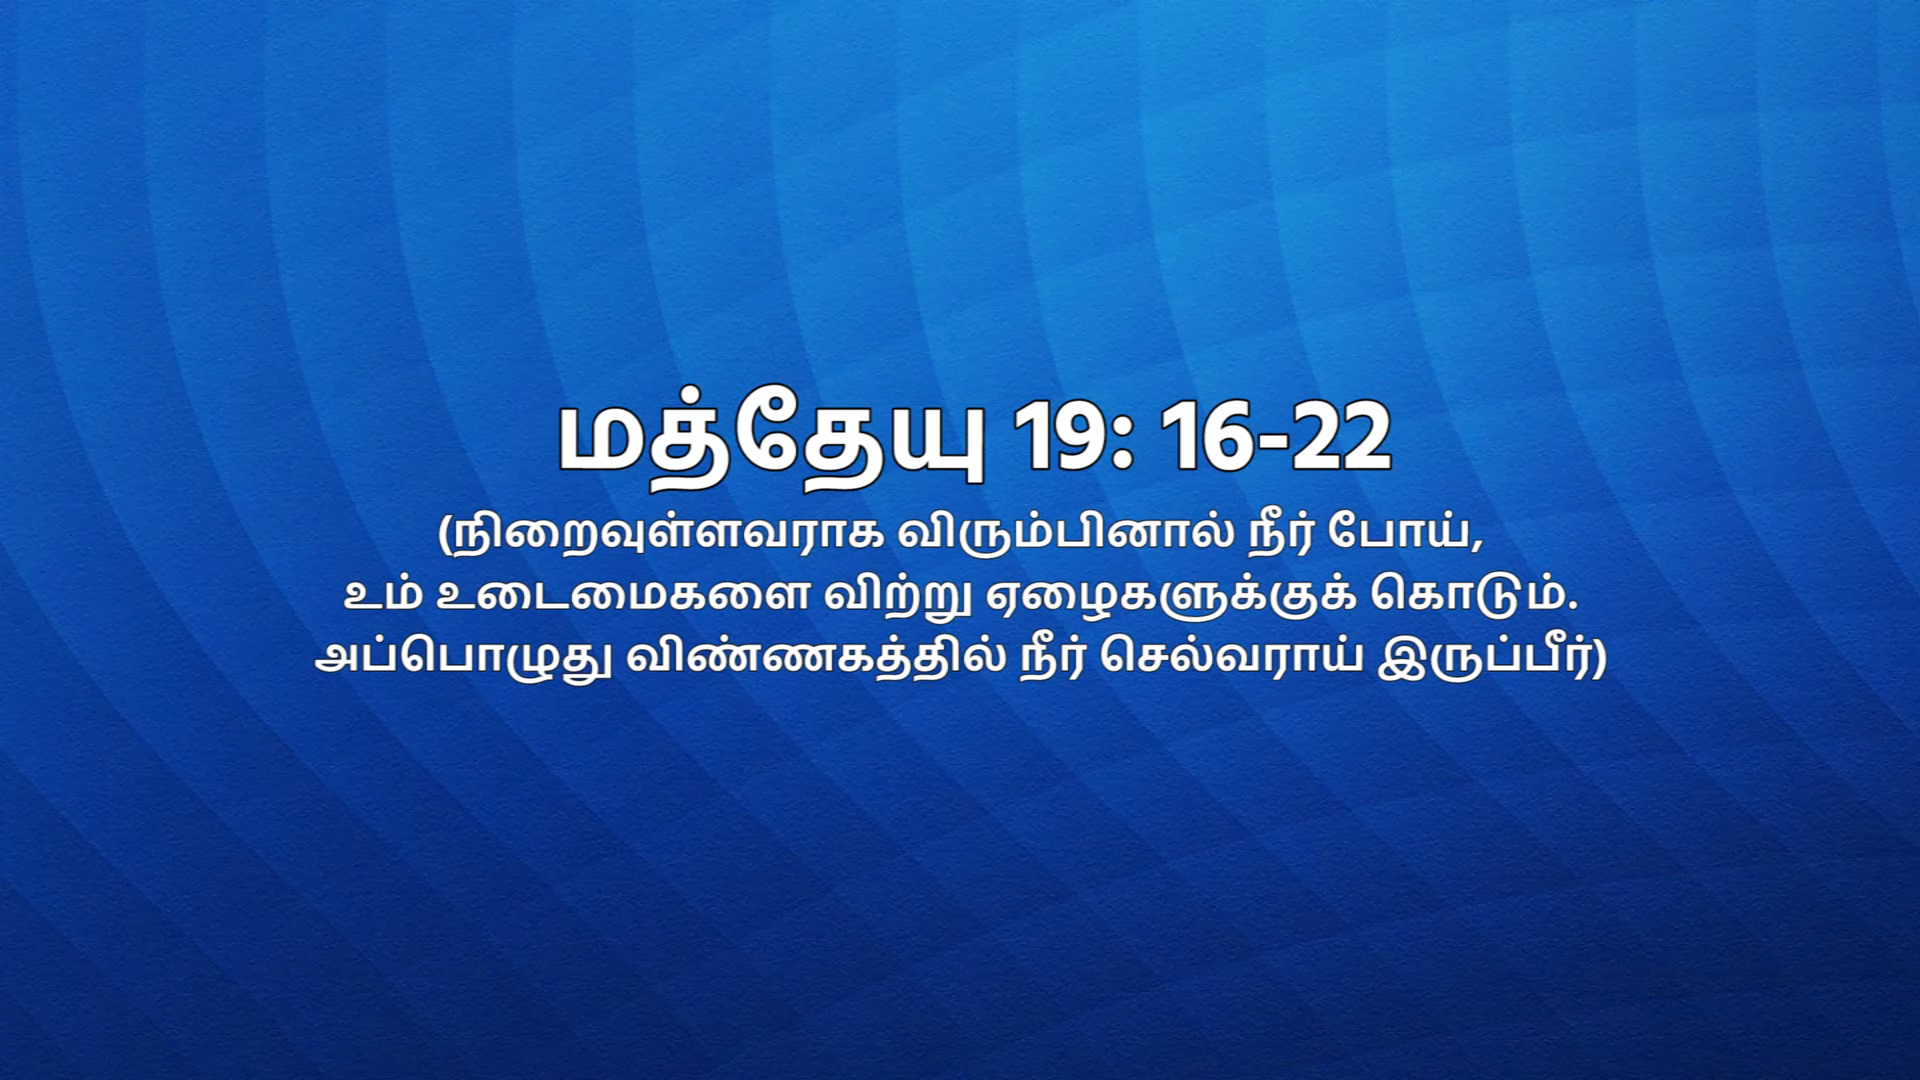 மத்தேயு 19: 16-22
(நிறைவுள்ளவராக விரும்பினால் நீர் போய்,
உம் உடைமைகளை விற்று ஏழைகளுக்குக் கொடும்.
அப்பொழுது விண்ணகத்தில் நீர் செல்வராய் இருப்பீர்)